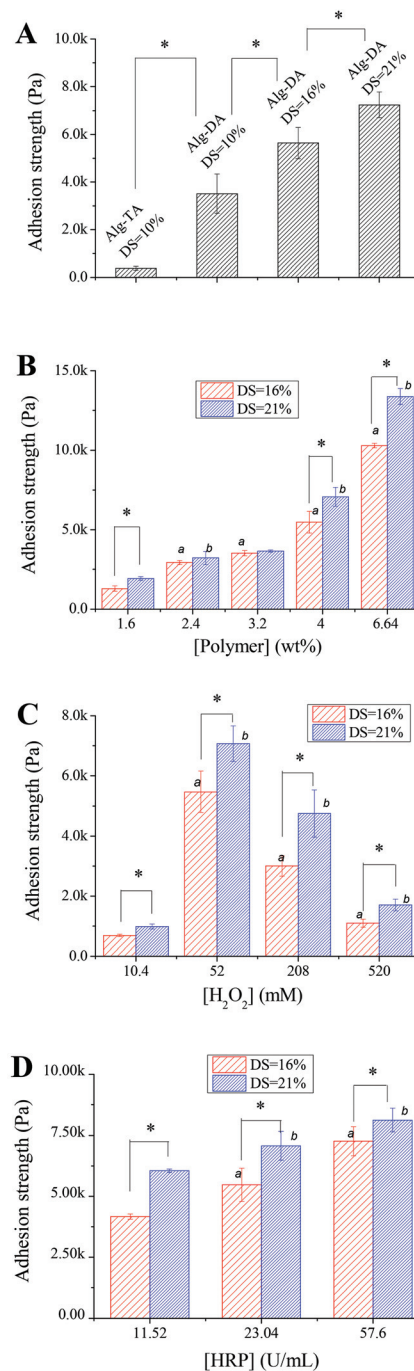 A
Adhesion strength (Pa)
10.0k
8.0k
6.0k
4.0k
2.0k
0.0
Alg-TA
DS=10%
*
Alg-DA
DS=10%
*
Alg-DA
DS=16%
*
Alg-DA
DS=21%
B
Adhesion strength (Pa)
15.0k
10.0k
5.0k
0.0
DS=16%
DS=21%
*
a b
a
*
a b
*
a b
1.6 2.4 3.2 4 6.64
[Polymer] (wt%)
C
Adhesion strength (Pa)
8.0k
6.0k
4.0k
2.0k
0.0
DS=16%
DS=21%
*
*
a b
*
a b
*
a b
10.4 52 208 520
[H₂O₂] (mM)
D
Adhesion strength (Pa)
10.00k
7.50k
5.00k
2.50k
0.00
DS=16%
DS=21%
*
*
a b
*
a b
11.52 23.04 57.6
[HRP] (U/mL)